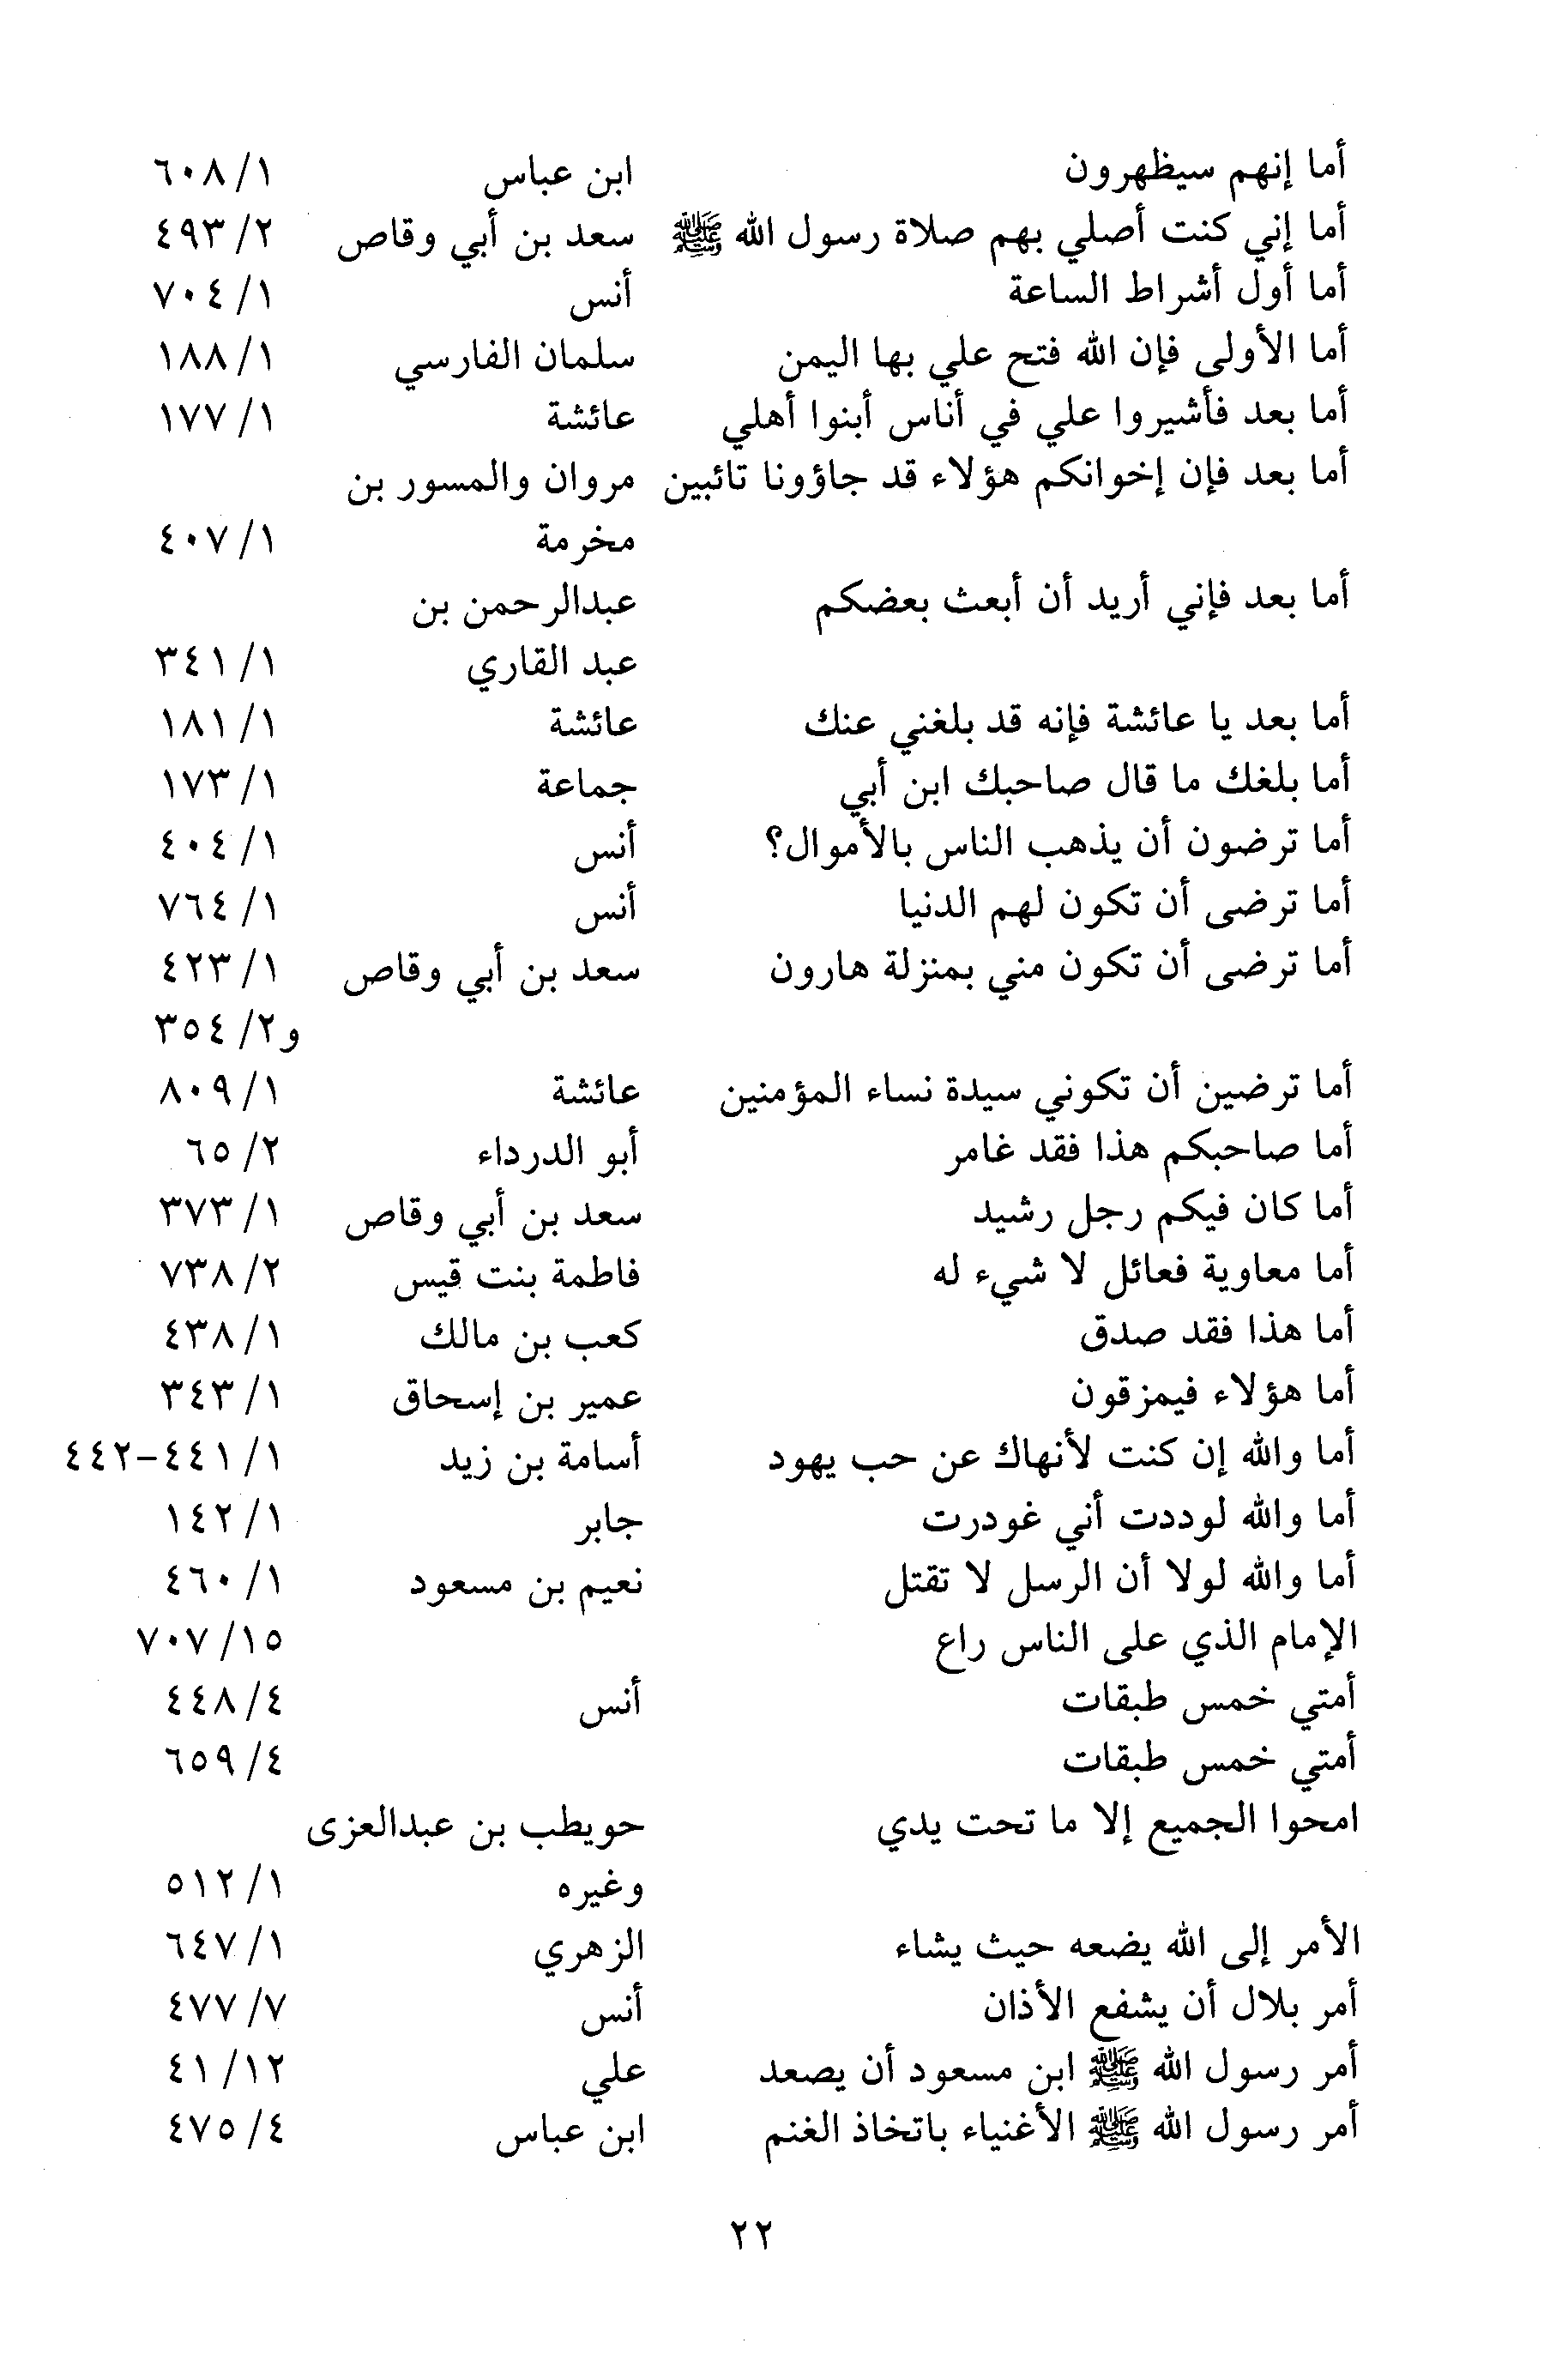 أما إنهم سيظهرون ابن عباس ١/ ٦٠٨
أما إني كنت أصلي بهم صلاة رسول الله ﷺ سعد بن أبي وقاص ٢/ ٤٩٣
أما أول أشراط الساعة أنس ١/ ٧٠٤
أما الأولى فإن الله فتح علي بها اليمن سلمان الفارسي ١/ ١٨٨
أما بعد فأشيروا علي في أناس أبنوا أهلي عائشة ١/ ١٧٧
أما بعد فإن إخوانكم هؤلاء قد جاؤونا تائبين مروان والمسور بن
مخرمة ١/ ٤٠٧
أما بعد فإني أريد أن أبعث بعضكم عبدالرحمن بن
عبد القاري ١/ ٣٤١
أما بعد يا عائشة فإنه قد بلغني عنك عائشة ١/ ١٨١
أما بلغك ما قال صاحبك ابن أبي جماعة ١/ ١٧٣
أما ترضون أن يذهب الناس بالأموال؟ أنس ١/ ٤٠٤
أما ترضى أن تكون لهم الدنيا أنس ١/ ٧٦٤
أما ترضى أن تكون مني بمنزلة هارون سعد بن أبي وقاص ١/ ٤٢٣
و٢/ ٣٥٤
أما ترضين أن تكوني سيدة نساء المؤمنين عائشة ١/ ٨٠٩
أما صاحبكم هذا فقد غامر أبو الدرداء ٢/ ٦٥
أما كان فيكم رجل رشيد سعد بن أبي وقاص ١/ ٣٧٣
أما معاوية فعائل لا شيء له فاطمة بنت قيس ٢/ ٧٣٨
أما هذا فقد صدق كعب بن مالك ١/ ٤٣٨
أما هؤلاء فيمزقون عمير بن إسحاق ١/ ٣٤٣
أما والله إن كنت لأنهاك عن حب يهود أسامة بن زيد ١/ ٤٤١-٤٤٢
أما والله لوددت أني غودرت جابر ١/ ١٤٢
أما والله لولا أن الرسل لا تقتل نعيم بن مسعود ١/ ٤٦٠
الإمام الذي على الناس راع ١٥/ ٧٠٧
أمتي خمس طبقات أنس ٤/ ٤٤٨
أمتي خمس طبقات ٤/ ٦٥٩
امحوا الجميع إلا ما تحت يدي حويطب بن عبدالعزى
وغيره ١/ ٥١٢
الأمر إلى الله يضعه حيث يشاء الزهري ١/ ٦٤٧
أمر بلال أن يشفع الأذان أنس ٧/ ٤٧٧
أمر رسول الله ﷺ ابن مسعود أن يصعد علي ١٢/ ٤١
أمر رسول الله ﷺ الأغنياء باتخاذ الغنم ابن عباس ٤/ ٤٧٥
٢٢